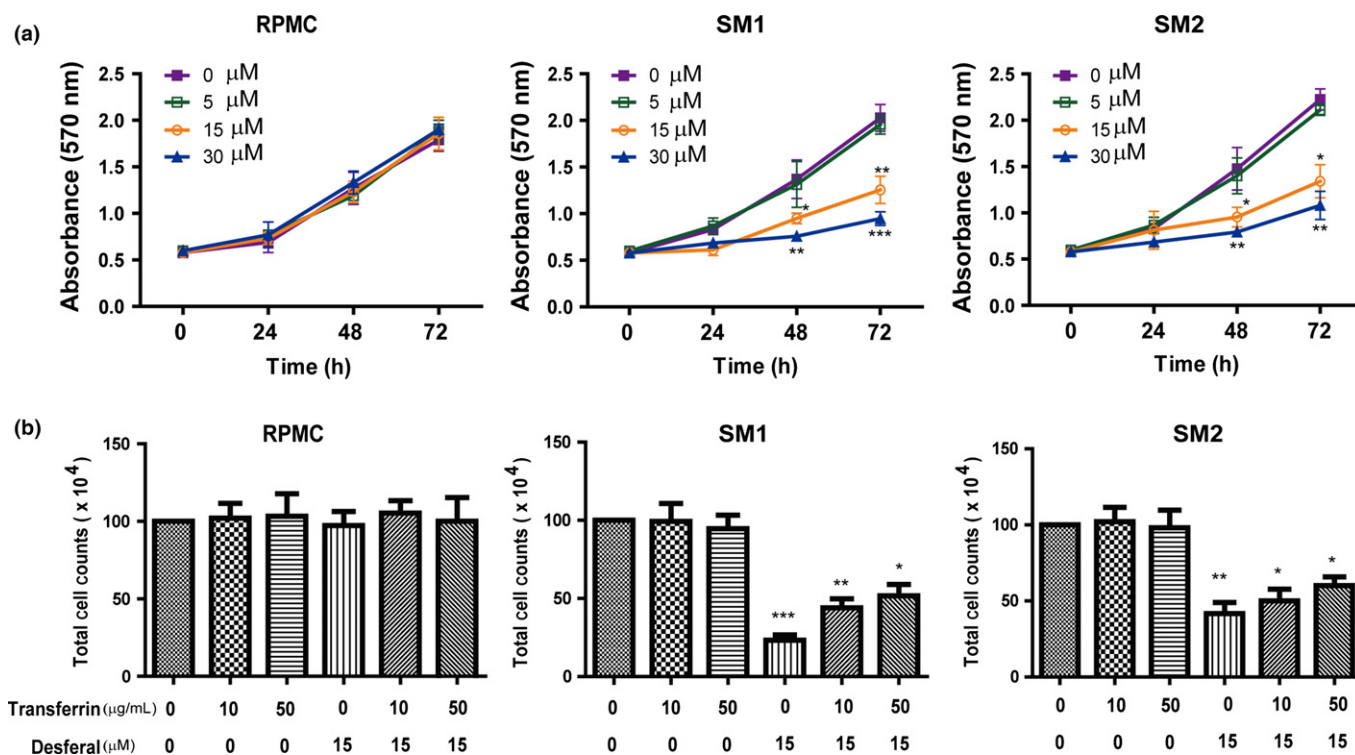 (a)
RPMC
SM1
SM2
Absorbance (570 nm)
2.5
2.0
1.5
1.0
0.5
0.0
0 μM
5 μM
15 μM
30 μM
0 24 48 72
Time (h)
Absorbance (570 nm)
2.5
2.0
1.5
1.0
0.5
0.0
0 μM
5 μM
15 μM
30 μM
*
**
**
***
0 24 48 72
Time (h)
Absorbance (570 nm)
2.5
2.0
1.5
1.0
0.5
0.0
0 μM
5 μM
15 μM
30 μM
*
**
*
**
0 24 48 72
Time (h)
(b)
RPMC
SM1
SM2
Total cell counts ( x 10 4)
150
100
50
0
Total cell counts ( x 10 4)
150
100
50
0
*** ** *
Total cell counts ( x 10 4)
150
100
50
0
** * *
Transferrin (μg/mL) 0 10 50 0 10 50 0 10 50 0 10 50 0 10 50 0 10 50
Desferal (μM) 0 0 0 15 15 15 0 0 0 15 15 15 0 0 0 15 15 15